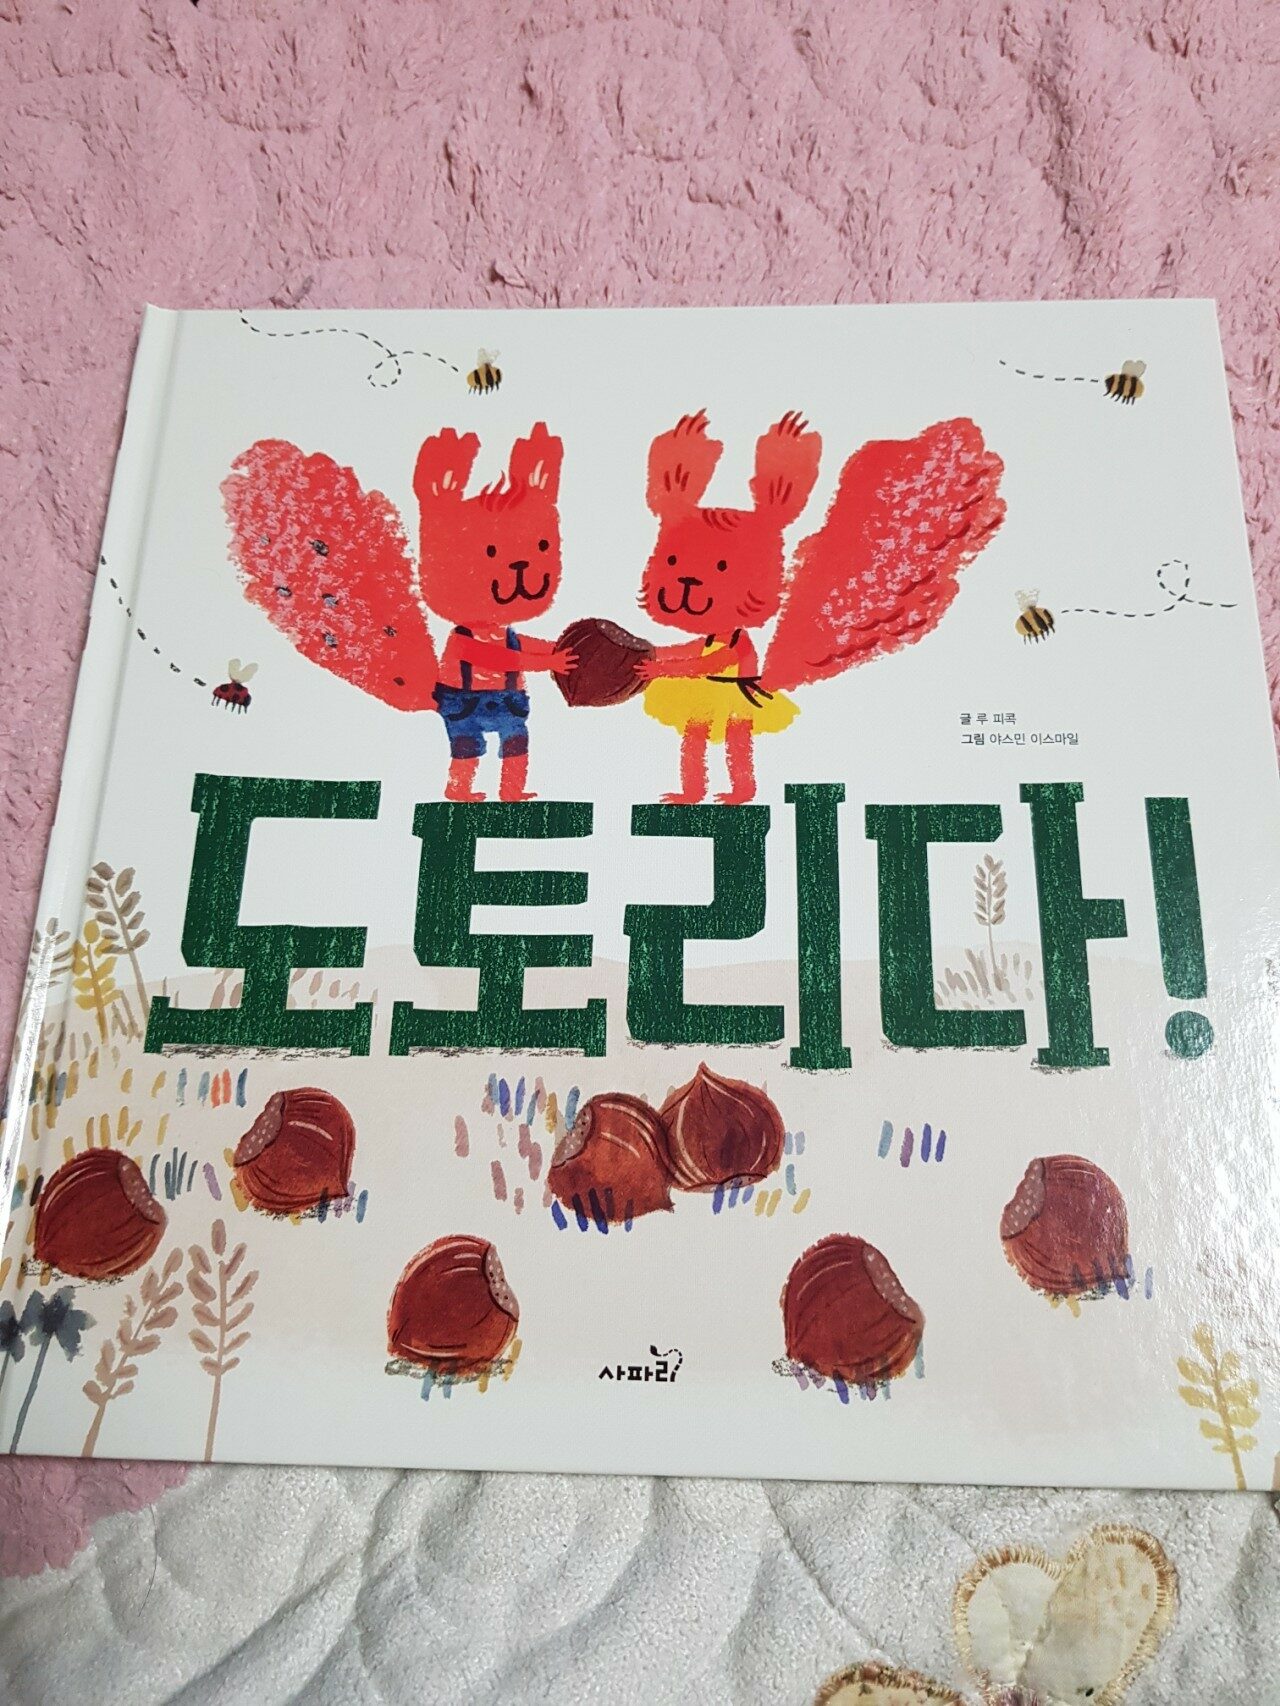 글 루 피콕
그림 야스민 이스마일
도토리다!
사파리